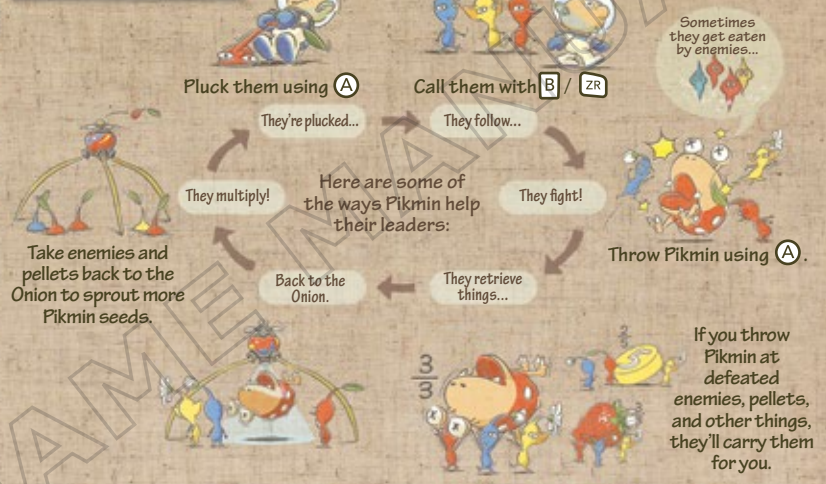 Sometimes
they get eaten
by enemies...
Pluck them using A
Call them with B / ZR
They're plucked...
They follow...
They multiply!
Here are some of
the ways Pikmin help
their leaders:
They fight!
Take enemies and
pellets back to the
Onion to sprout more
Pikmin seeds.
Throw Pikmin using A.
Back to the
Onion.
They retrieve
things...
3
3
If you throw
Pikmin at
defeated
enemies, pellets,
and other things,
they'll carry them
for you.
AME MANUA